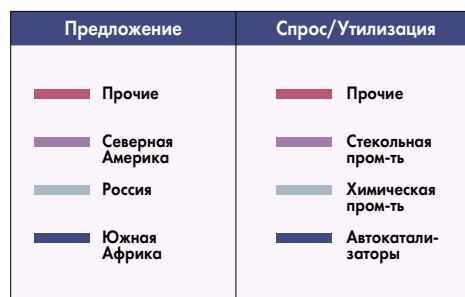 Предложение
Спрос/Утилизация
Прочие
Северная
Америка
Россия
Южная
Африка
Прочие
Стекольная
пром-ть
Химическая
пром-ть
Автокатали-
заторы